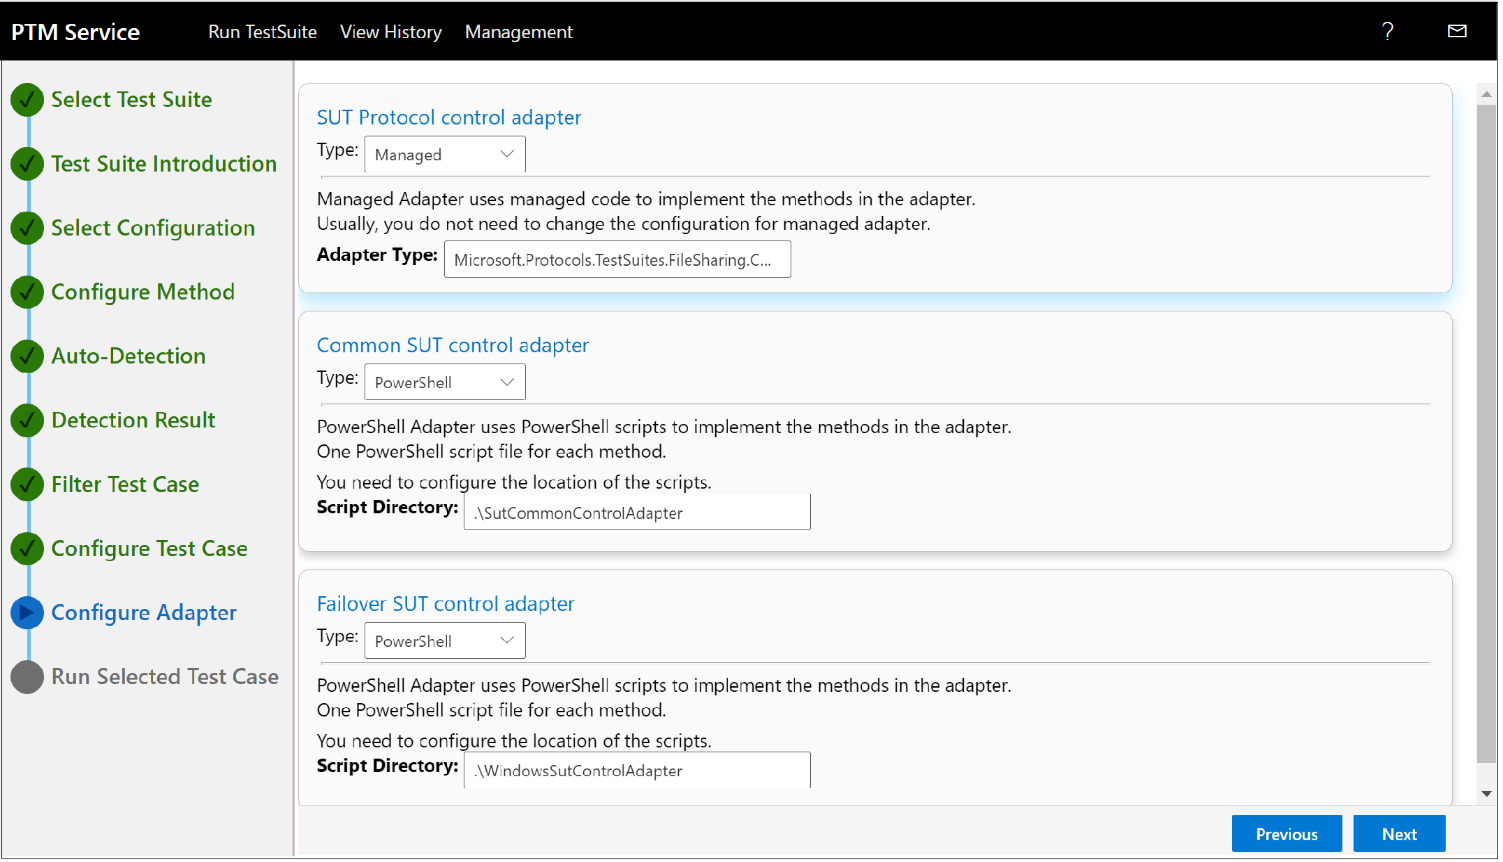 PTM Service
Run TestSuite
View History
Management
?
Select Test Suite
Test Suite Introduction
Select Configuration
Configure Method
Auto-Detection
Detection Result
Filter Test Case
Configure Test Case
Configure Adapter
Run Selected Test Case
SUT Protocol control adapter
Type: Managed
Managed Adapter uses managed code to implement the methods in the adapter.
Usually, you do not need to change the configuration for managed adapter.
Adapter Type: Microsoft.Protocols.TestSuites.FileSharing.C...
Common SUT control adapter
Type: PowerShell
PowerShell Adapter uses PowerShell scripts to implement the methods in the adapter.
One PowerShell script file for each method.
You need to configure the location of the scripts.
Script Directory: .\SutCommonControlAdapter
Failover SUT control adapter
Type: PowerShell
PowerShell Adapter uses PowerShell scripts to implement the methods in the adapter.
One PowerShell script file for each method.
You need to configure the location of the scripts.
Script Directory: .\WindowsSutControlAdapter
Previous
Next